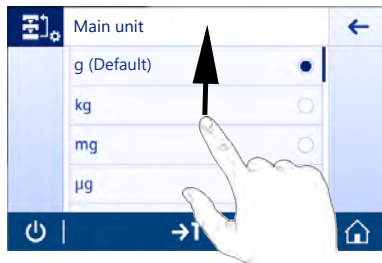 Main unit
g (Default)
kg
mg
µg
→T